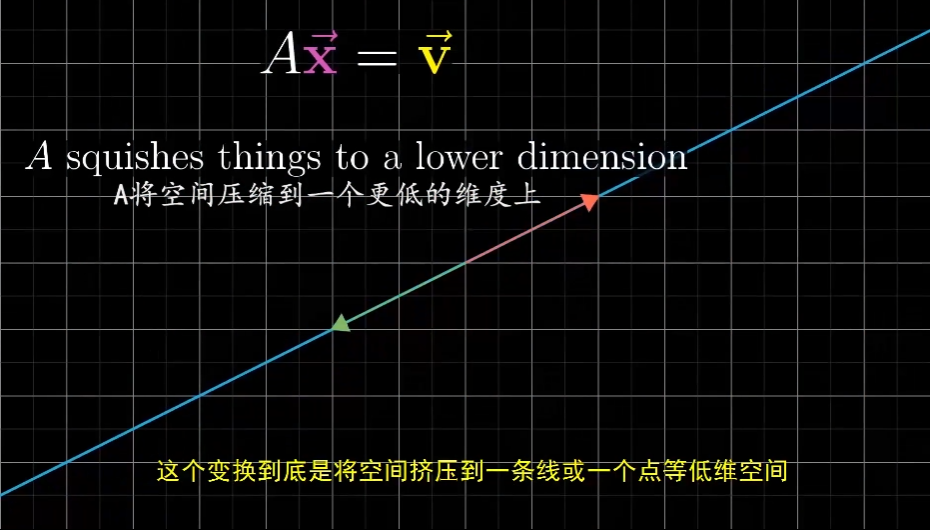 A\vec{x} = \vec{v}
A squishes things to a lower dimension
A将空间压缩到一个更低的维度上
这个变换到底是将空间挤压到一条线或一个点等低维空间